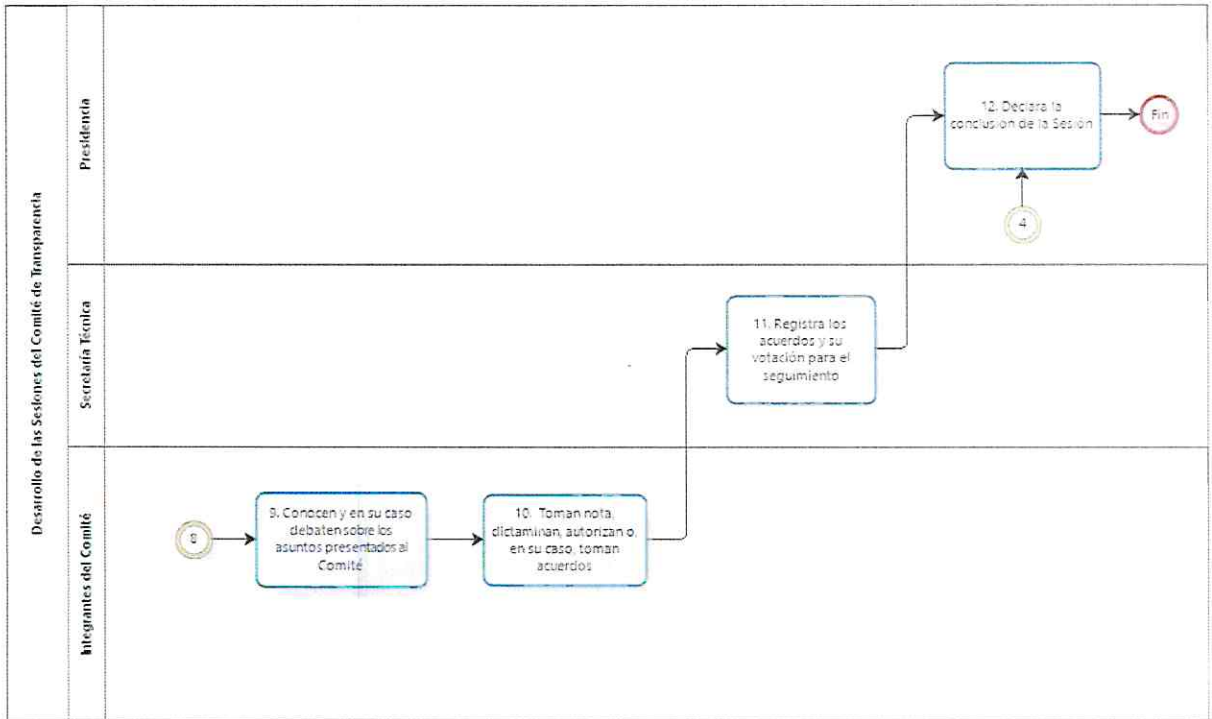 Desarrollo de las Sesiones del Comité de Transparencia
Presidencia
12. Declara la
conclusión de la Sesión
Fin
4
Secretaría Técnica
11. Registra los
acuerdos y su
votación para el
seguimiento
Integrantes del Comité
8
9. Conocen y en su caso
debaten sobre los
asuntos presentados al
Comité
10. Toman nota,
dictaminan, autorizan o,
en su caso, toman
acuerdos